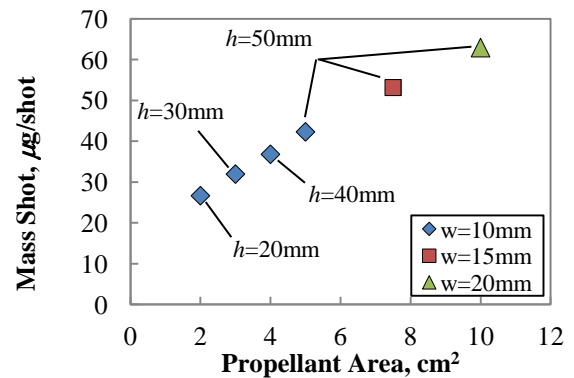 70
60
50
40
30
20
10
0
Mass Shot, µg/shot
h=50mm
h=30mm
h=40mm
h=20mm
w=10mm
w=15mm
w=20mm
0 2 4 6 8 10 12
Propellant Area, cm²